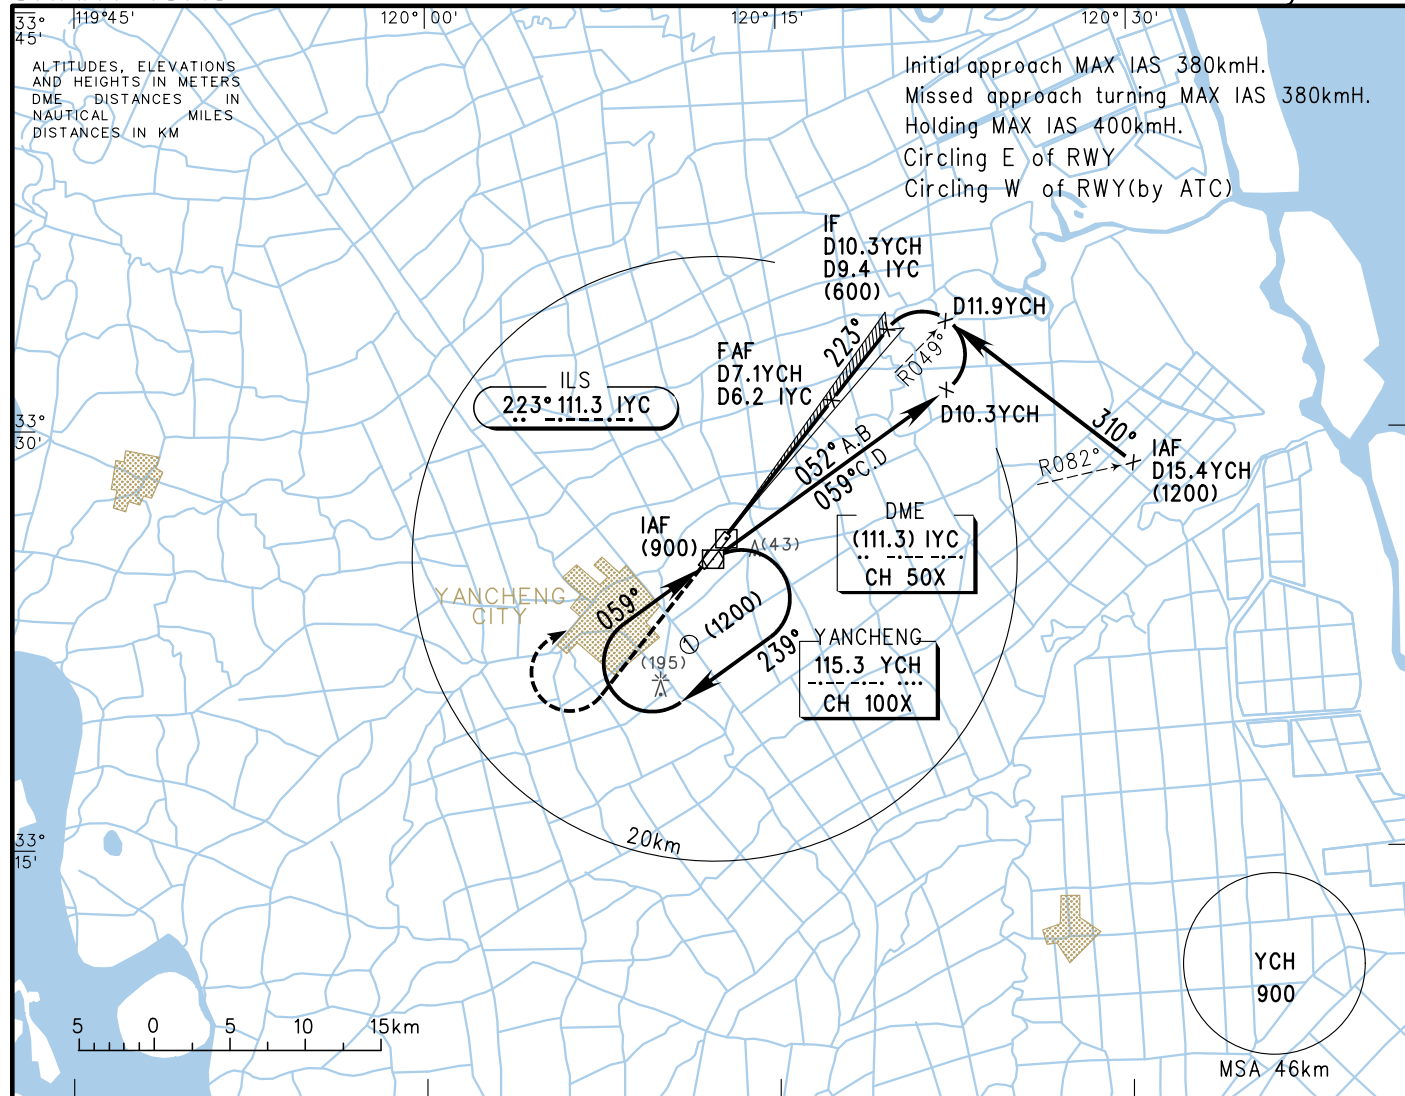 119°45'
120°00'
120°15'
120°30'
33°
45'
ALTITUDES, ELEVATIONS
AND HEIGHTS IN METERS
DME DISTANCES IN
NAUTICAL MILES
DISTANCES IN KM
Initial approach MAX IAS 380kmH.
Missed approach turning MAX IAS 380kmH.
Holding MAX IAS 400kmH.
Circling E of RWY
Circling W of RWY(by ATC)
IF
D10.3YCH
D9.4 IYC
(600)
D11.9YCH
223°
R049°
FAF
D7.1YCH
D6.2 IYC
ILS
223° 111.3 IYC
D10.3YCH
33°
30'
310°
IAF
D15.4YCH
(1200)
R082°
052° A.B
059°C.D
DME
(111.3) IYC
CH 50X
IAF
(900)
(43)
YANCHENG
CITY
059°
(1200)
1
239°
(195)
YANCHENG
115.3 YCH
CH 100X
33°
15'
20km
YCH
900
MSA 46km
5 0 5 10 15km